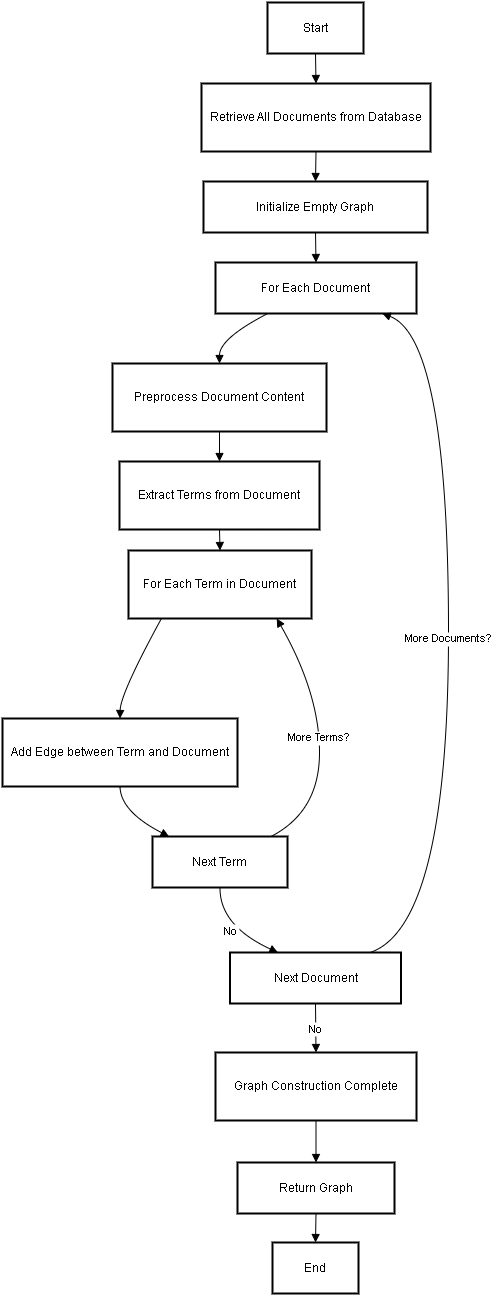 Start
Retrieve All Documents from Database
Initialize Empty Graph
For Each Document
Preprocess Document Content
Extract Terms from Document
For Each Term in Document
More Documents?
More Terms?
Add Edge between Term and Document
Next Term
No
Next Document
No
Graph Construction Complete
Return Graph
End